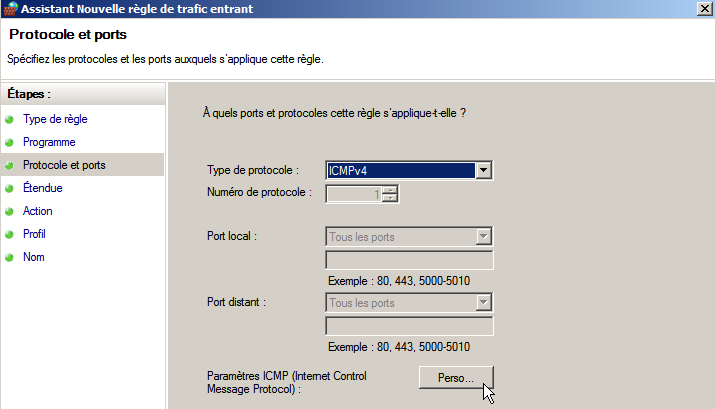 Assistant Nouvelle règle de trafic entrant
Protocole et ports
Spécifiez les protocoles et les ports auxquels s'applique cette règle.
Étapes :
Type de règle
Programme
Protocole et ports
Étendue
Action
Profil
Nom
À quels ports et protocoles cette règle s'applique-t-elle ?
Type de protocole : ICMPv4
Numéro de protocole : 1
Port local : Tous les ports
Exemple : 80, 443, 5000-5010
Port distant : Tous les ports
Exemple : 80, 443, 5000-5010
Paramètres ICMP (Internet Control
Message Protocol) :
Perso...